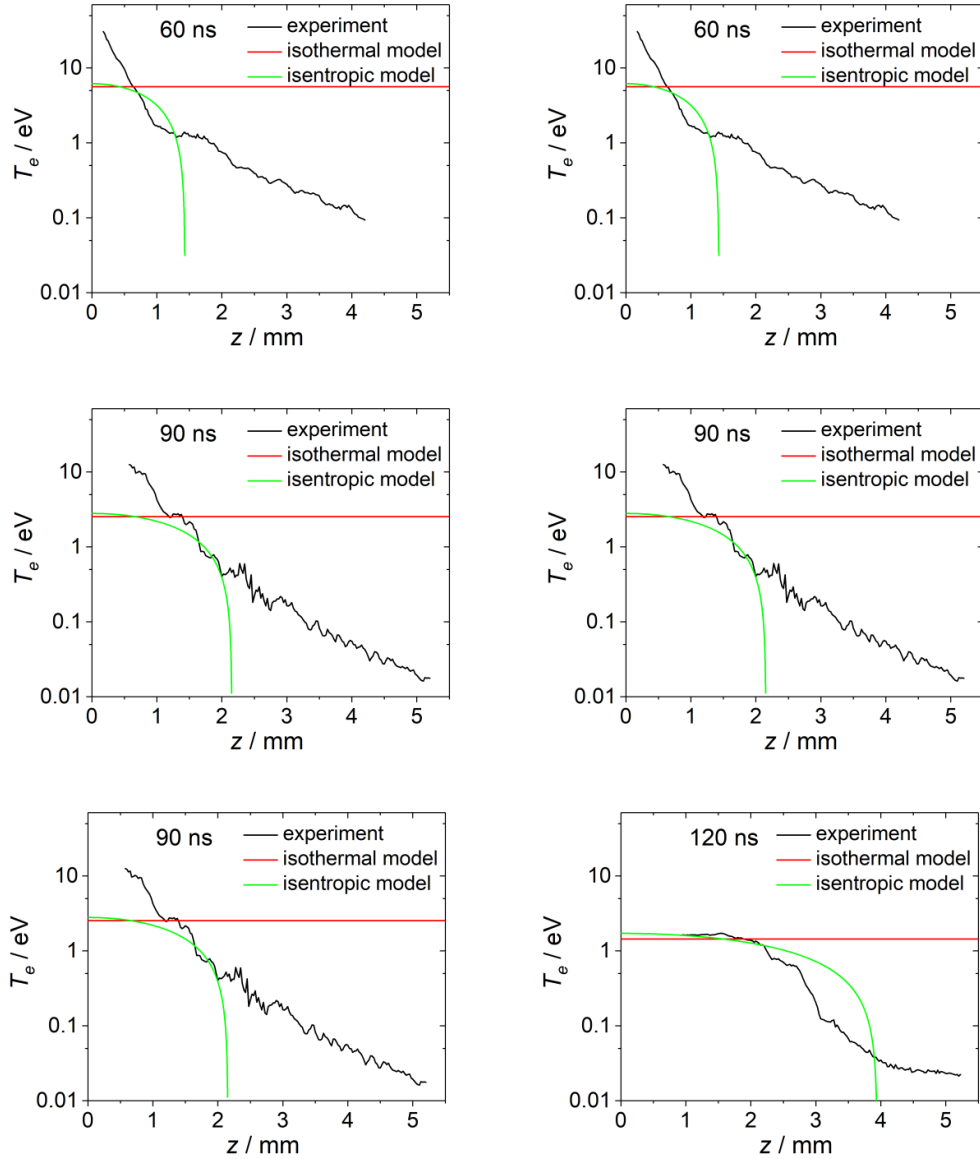 60 ns
experiment
isothermal model
isentropic model
10
1
0.1
0.01
Te / eV
0 1 2 3 4 5
z / mm
60 ns
experiment
isothermal model
isentropic model
10
1
0.1
0.01
Te / eV
0 1 2 3 4 5
z / mm
90 ns
experiment
isothermal model
isentropic model
10
1
0.1
0.01
Te / eV
0 1 2 3 4 5
z / mm
90 ns
experiment
isothermal model
isentropic model
10
1
0.1
0.01
Te / eV
0 1 2 3 4 5
z / mm
90 ns
experiment
isothermal model
isentropic model
10
1
0.1
0.01
Te / eV
0 1 2 3 4 5
z / mm
120 ns
experiment
isothermal model
isentropic model
10
1
0.1
0.01
Te / eV
0 1 2 3 4 5
z / mm